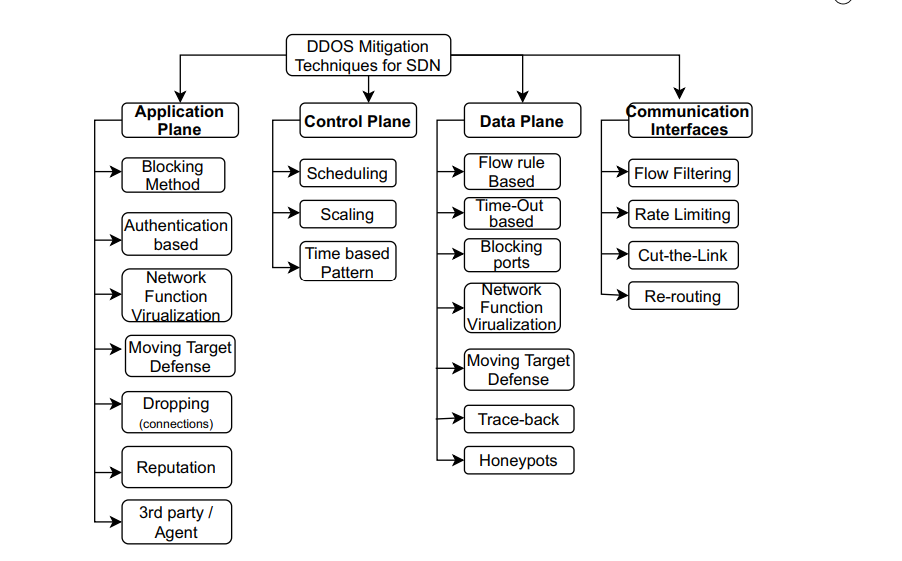 DDOS Mitigation
Techniques for SDN
Application
Plane
Blocking
Method
Authentication
based
Network
Function
Virualization
Moving Target
Defense
Dropping
(connections)
Reputation
3rd party /
Agent
Control Plane
Scheduling
Scaling
Time based
Pattern
Data Plane
Flow rule
Based
Time-Out
based
Blocking
ports
Network
Function
Virualization
Moving Target
Defense
Trace-back
Honeypots
Communication
Interfaces
Flow Filtering
Rate Limiting
Cut-the-Link
Re-routing